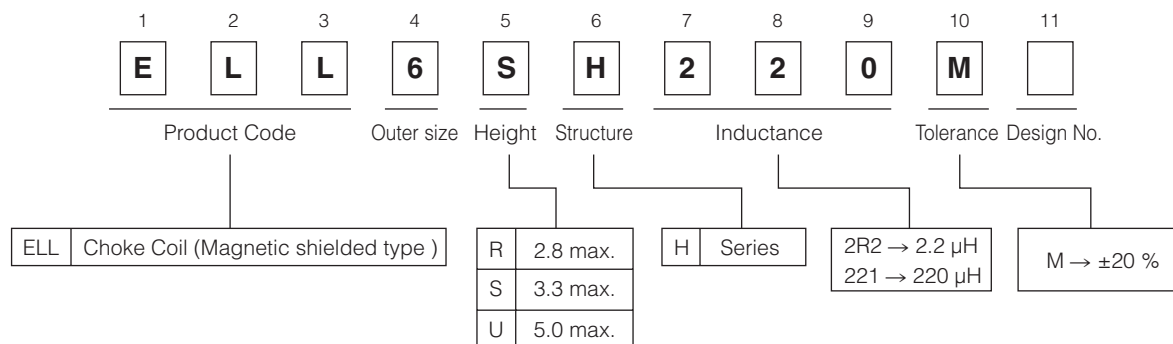 1 2 3 4 5 6 7 8 9 10 11
E L L 6 S H 2 2 0 M
Product Code Outer size Height Structure Inductance Tolerance Design No.
ELL Choke Coil (Magnetic shielded type )
R 2.8 max.
S 3.3 max.
U 5.0 max.
H Series
2R2 → 2.2 µH
221 → 220 µH
M → ±20 %